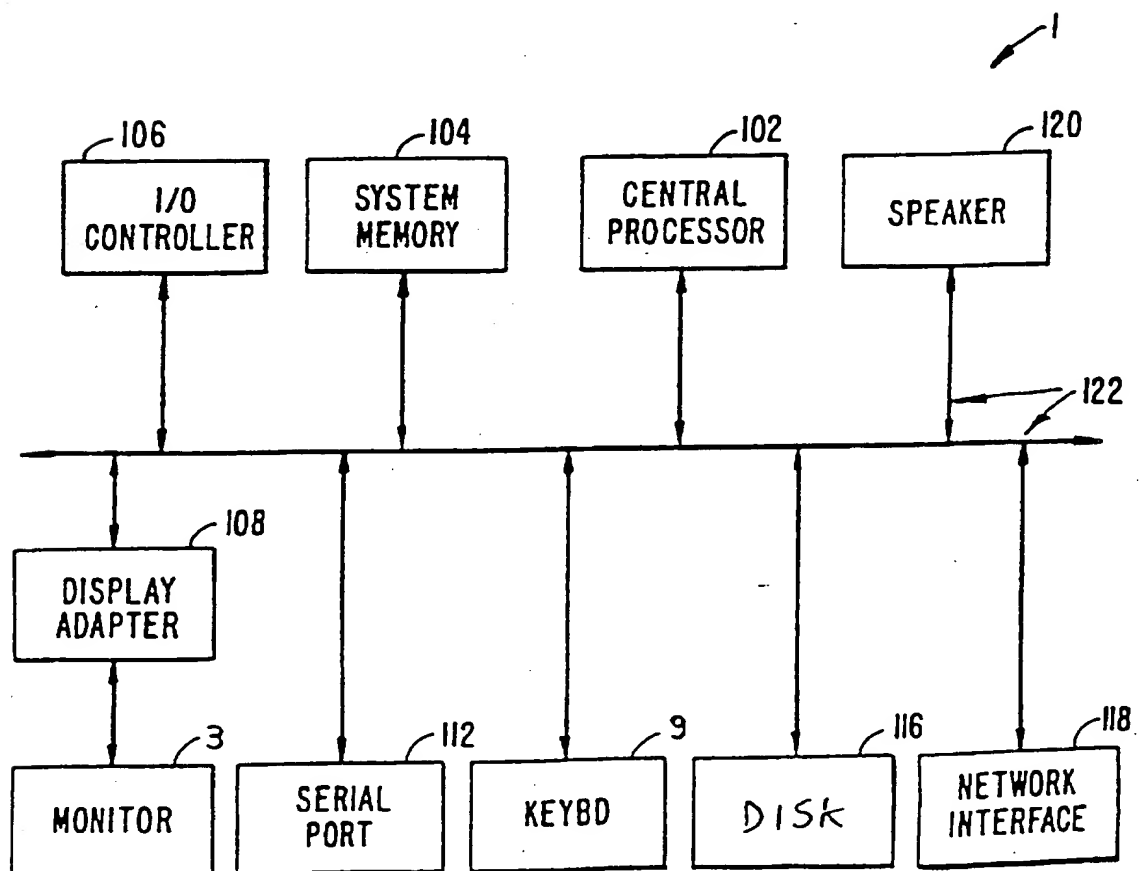 1
106
104
102
120
I/O
CONTROLLER
SYSTEM
MEMORY
CENTRAL
PROCESSOR
SPEAKER
122
108
DISPLAY
ADAPTER
3
112
9
116
118
MONITOR
SERIAL
PORT
KEYBD
DISK
NETWORK
INTERFACE